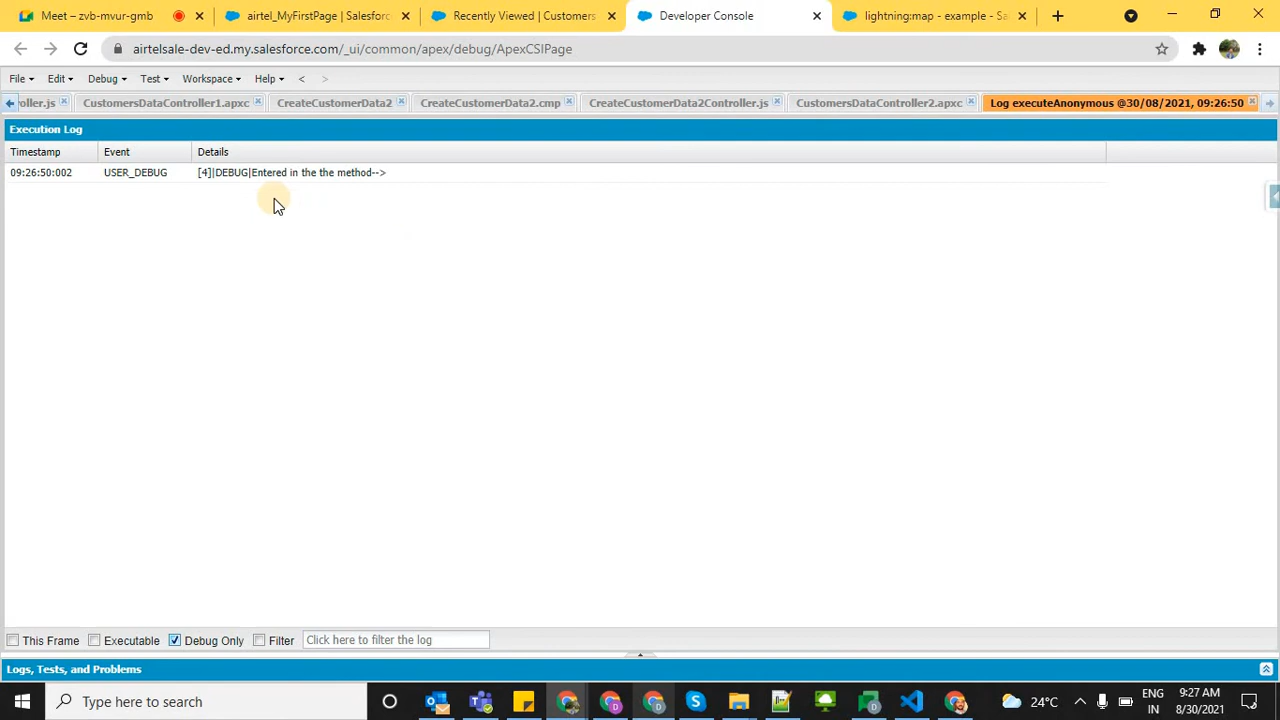 Meet – zvb-mvur-gmb
airtel_MyFirstPage | Salesforc
Recently Viewed | Customers
Developer Console
lightning:map - example - Sa
airtelsale-dev-ed.my.salesforce.com/_ui/common/apex/debug/ApexCSIPage
File Edit Debug Test Workspace Help < >
roller.js CustomersDataController1.apxc CreateCustomerData2 CreateCustomerData2.cmp CreateCustomerData2Controller.js CustomersDataController2.apxc Log executeAnonymous @30/08/2021, 09:26:50
Execution Log
Timestamp Event Details
09:26:50:002 USER_DEBUG [4]|DEBUG|Entered in the the method-->
This Frame Executable Debug Only Filter Click here to filter the log
Logs, Tests, and Problems
Type here to search
24°C
ENG
IN
9:27 AM
8/30/2021